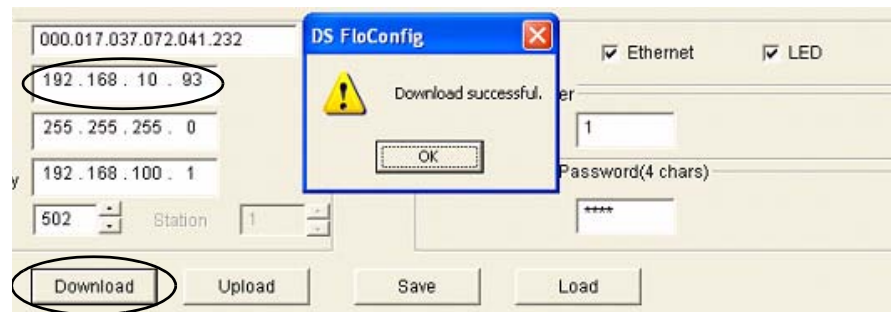 000.017.037.072.041.232
DS FloConfig
Ethernet
LED
192 . 168 . 10 . 93
Download successful.
er
255 . 255 . 255 . 0
1
OK
y
192 . 168 . 100 . 1
Password(4 chars)
502
Station
1
****
Download
Upload
Save
Load